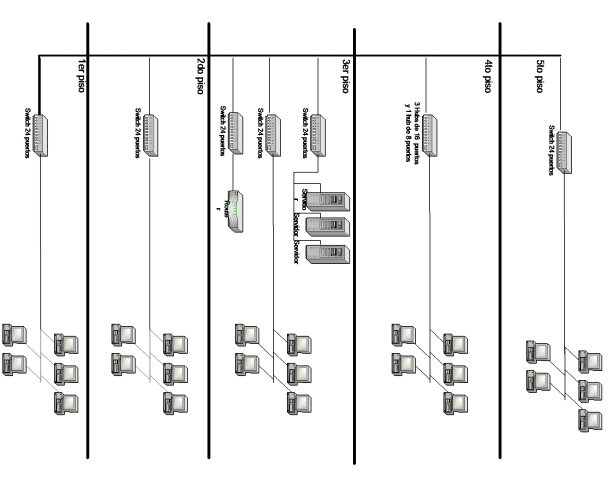 1er piso
2do piso
3er piso
4to piso
5to piso
Switch 24 puertos
Switch 24 puertos
Switch 24 puertos
Switch 24 puertos
Switch 24 puertos
3 Hubs de 16 puertos
y 1 hub de 8 puertos
Switch 24 puertos
Route
r
Servido
r
Servidor
Servidor